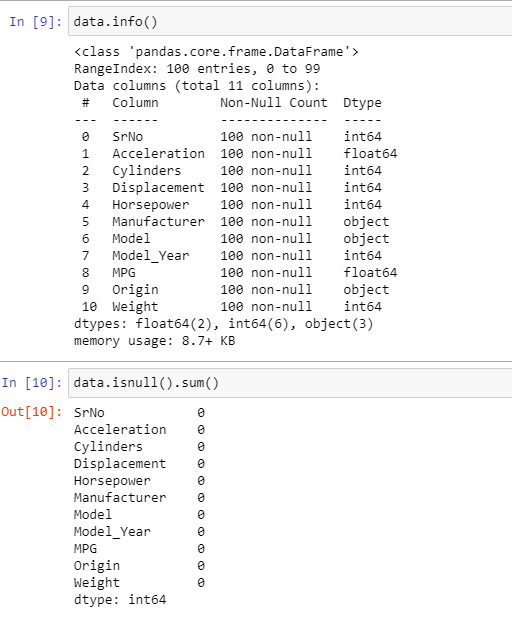 In [9]: data.info()
<class 'pandas.core.frame.DataFrame'>
RangeIndex: 100 entries, 0 to 99
Data columns (total 11 columns):
 #   Column        Non-Null Count  Dtype
---  ------        --------------  -----
 0   SrNo          100 non-null    int64
 1   Acceleration  100 non-null    float64
 2   Cylinders     100 non-null    int64
 3   Displacement  100 non-null    int64
 4   Horsepower    100 non-null    int64
 5   Manufacturer  100 non-null    object
 6   Model         100 non-null    object
 7   Model_Year    100 non-null    int64
 8   MPG           100 non-null    float64
 9   Origin        100 non-null    object
 10  Weight        100 non-null    int64
dtypes: float64(2), int64(6), object(3)
memory usage: 8.7+ KB
In [10]: data.isnull().sum()
Out[10]: SrNo            0
Acceleration    0
Cylinders       0
Displacement    0
Horsepower      0
Manufacturer    0
Model           0
Model_Year      0
MPG             0
Origin          0
Weight          0
dtype: int64